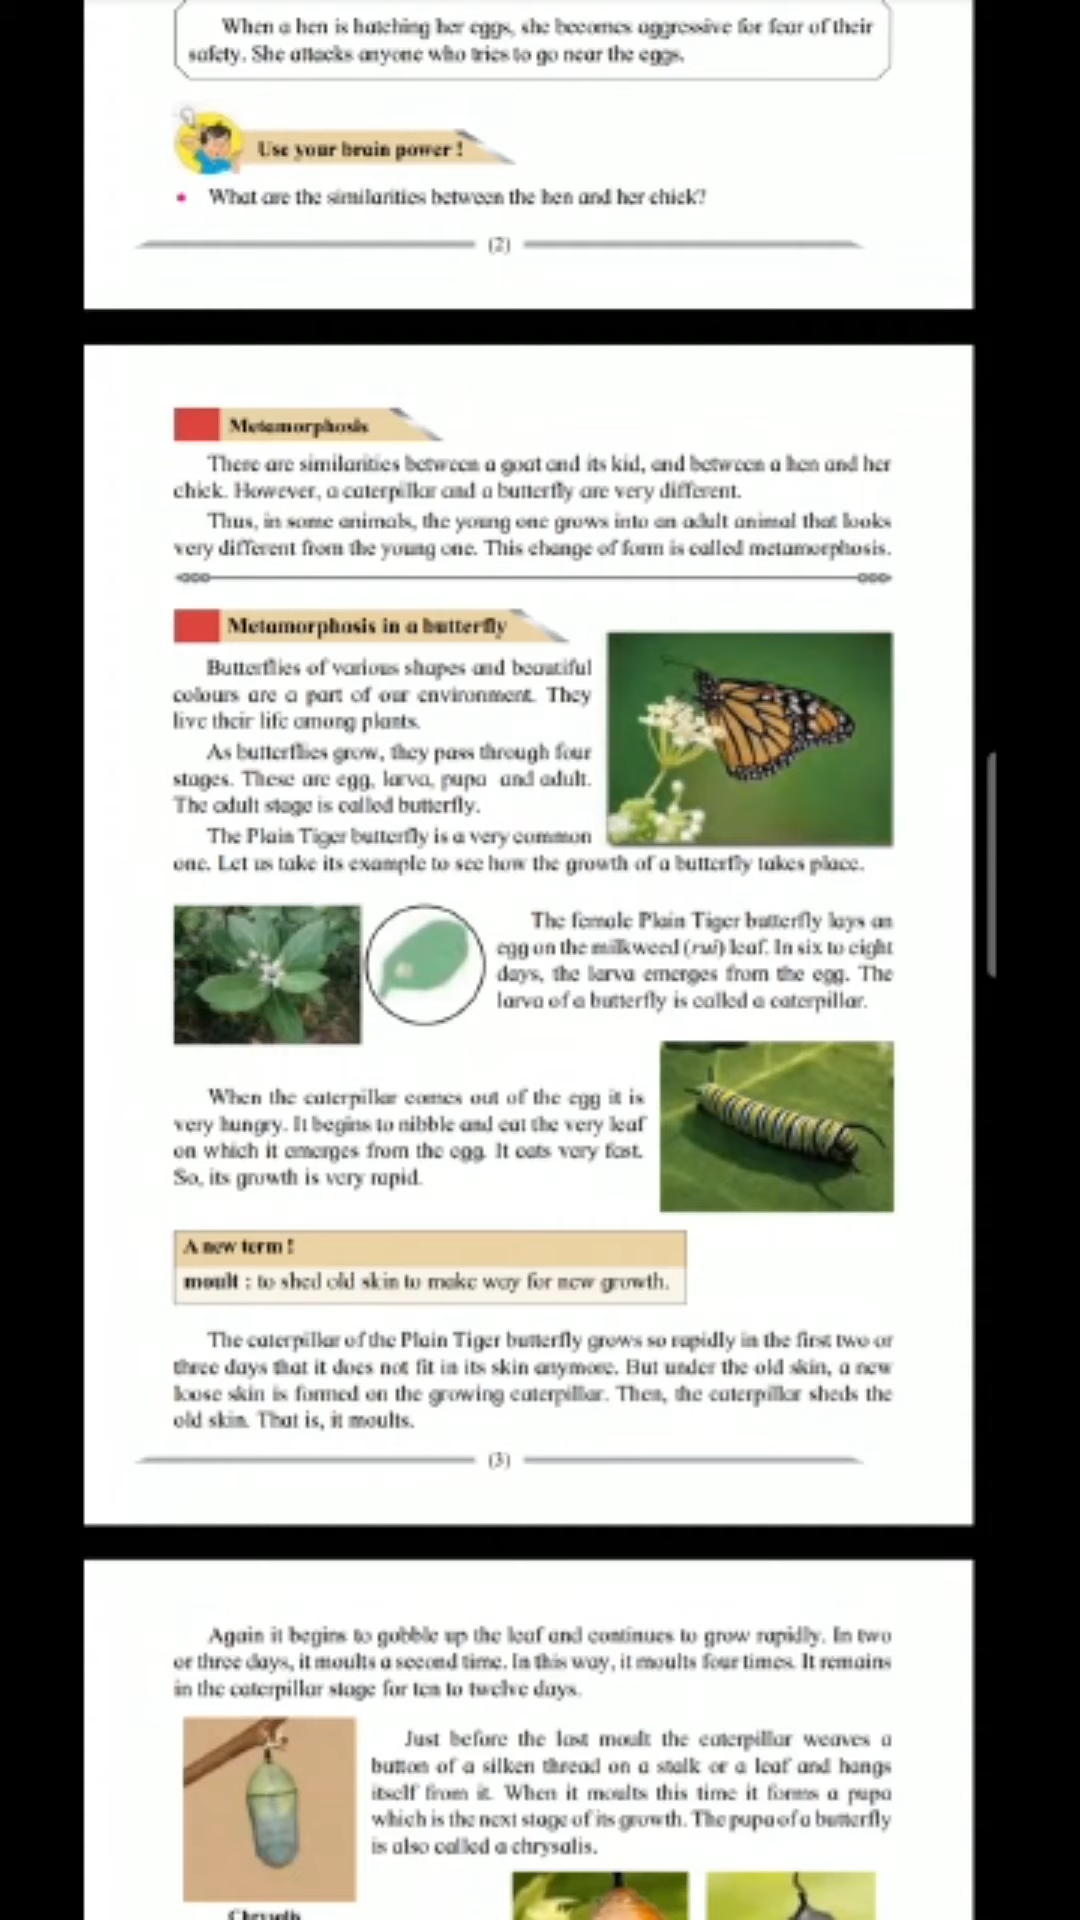 When a hen is hatching her eggs, she becomes aggressive for fear of their
safety. She attacks anyone who tries to go near the eggs.
Use your brain power !
• What are the similarities between the hen and her chick?
(2)
Metamorphosis
There are similarities between a goat and its kid, and between a hen and her
chick. However, a caterpillar and a butterfly are very different.
Thus, in some animals, the young one grows into an adult animal that looks
very different from the young one. This change of form is called metamorphosis.
Metamorphosis in a butterfly
Butterflies of various shapes and beautiful
colours are a part of our environment. They
live their life among plants.
As butterflies grow, they pass through four
stages. These are egg, larva, pupa and adult.
The adult stage is called butterfly.
The Plain Tiger butterfly is a very common
one. Let us take its example to see how the growth of a butterfly takes place.
The female Plain Tiger butterfly lays an
egg on the milkweed (rui) leaf. In six to eight
days, the larva emerges from the egg. The
larva of a butterfly is called a caterpillar.
When the caterpillar comes out of the egg it is
very hungry. It begins to nibble and eat the very leaf
on which it emerges from the egg. It eats very fast.
So, its growth is very rapid.
A new term !
moult : to shed old skin to make way for new growth.
The caterpillar of the Plain Tiger butterfly grows so rapidly in the first two or
three days that it does not fit in its skin anymore. But under the old skin, a new
loose skin is formed on the growing caterpillar. Then, the caterpillar sheds the
old skin. That is, it moults.
(3)
Again it begins to gobble up the leaf and continues to grow rapidly. In two
or three days, it moults a second time. In this way, it moults four times. It remains
in the caterpillar stage for ten to twelve days.
Just before the last moult the caterpillar weaves a
button of a silken thread on a stalk or a leaf and hangs
itself from it. When it moults this time it forms a pupa
which is the next stage of its growth. The pupa of a butterfly
is also called a chrysalis.